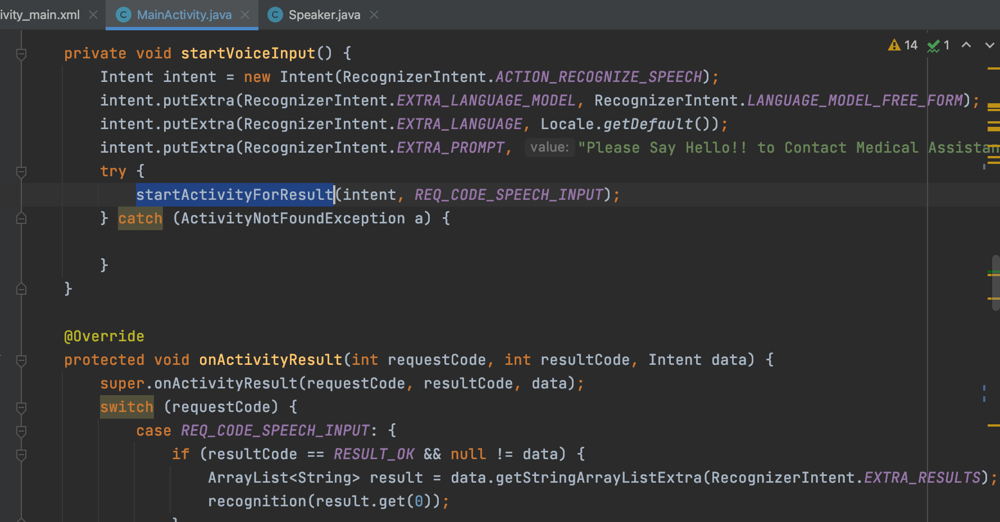 ivity_main.xml MainActivity.java Speaker.java
14 1
private void startVoiceInput() {
Intent intent = new Intent(RecognizerIntent.ACTION_RECOGNIZE_SPEECH);
intent.putExtra(RecognizerIntent.EXTRA_LANGUAGE_MODEL, RecognizerIntent.LANGUAGE_MODEL_FREE_FORM);
intent.putExtra(RecognizerIntent.EXTRA_LANGUAGE, Locale.getDefault());
intent.putExtra(RecognizerIntent.EXTRA_PROMPT, value: "Please Say Hello!! to Contact Medical Assistan
try {
startActivityForResult(intent, REQ_CODE_SPEECH_INPUT);
} catch (ActivityNotFoundException a) {
}
}
@Override
protected void onActivityResult(int requestCode, int resultCode, Intent data) {
super.onActivityResult(requestCode, resultCode, data);
switch (requestCode) {
case REQ_CODE_SPEECH_INPUT: {
if (resultCode == RESULT_OK && null != data) {
ArrayList<String> result = data.getStringArrayListExtra(RecognizerIntent.EXTRA_RESULTS);
recognition(result.get(0));
}